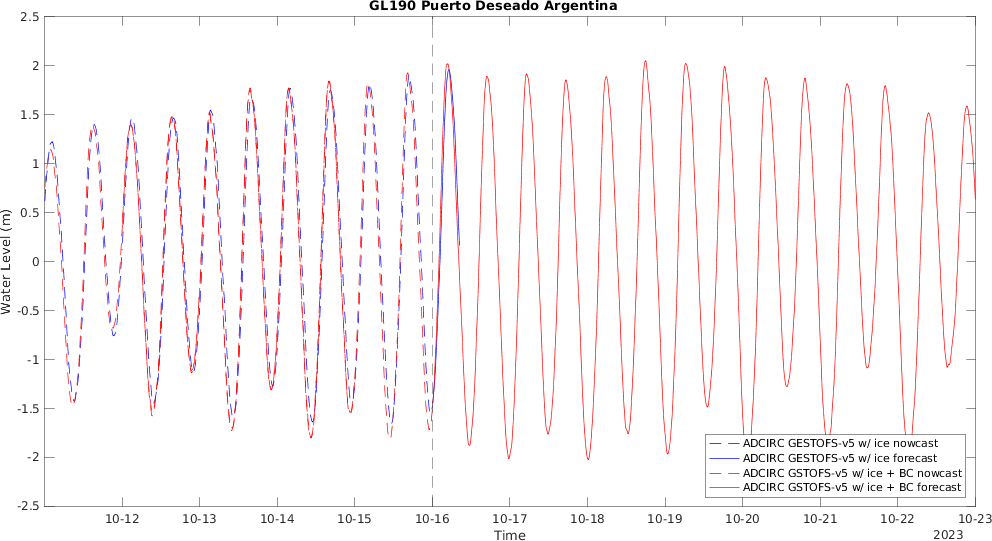 GL190 Puerto Deseado Argentina
2.5
2
1.5
1
0.5
0
-0.5
-1
-1.5
-2
-2.5
Water Level (m)
ADCIRC GESTOFS-v5 w/ ice nowcast
ADCIRC GESTOFS-v5 w/ ice forecast
ADCIRC GSTOFS-v5 w/ ice + BC nowcast
ADCIRC GSTOFS-v5 w/ ice + BC forecast
10-12 10-13 10-14 10-15 10-16 10-17 10-18 10-19 10-20 10-21 10-22 10-23
Time
2023